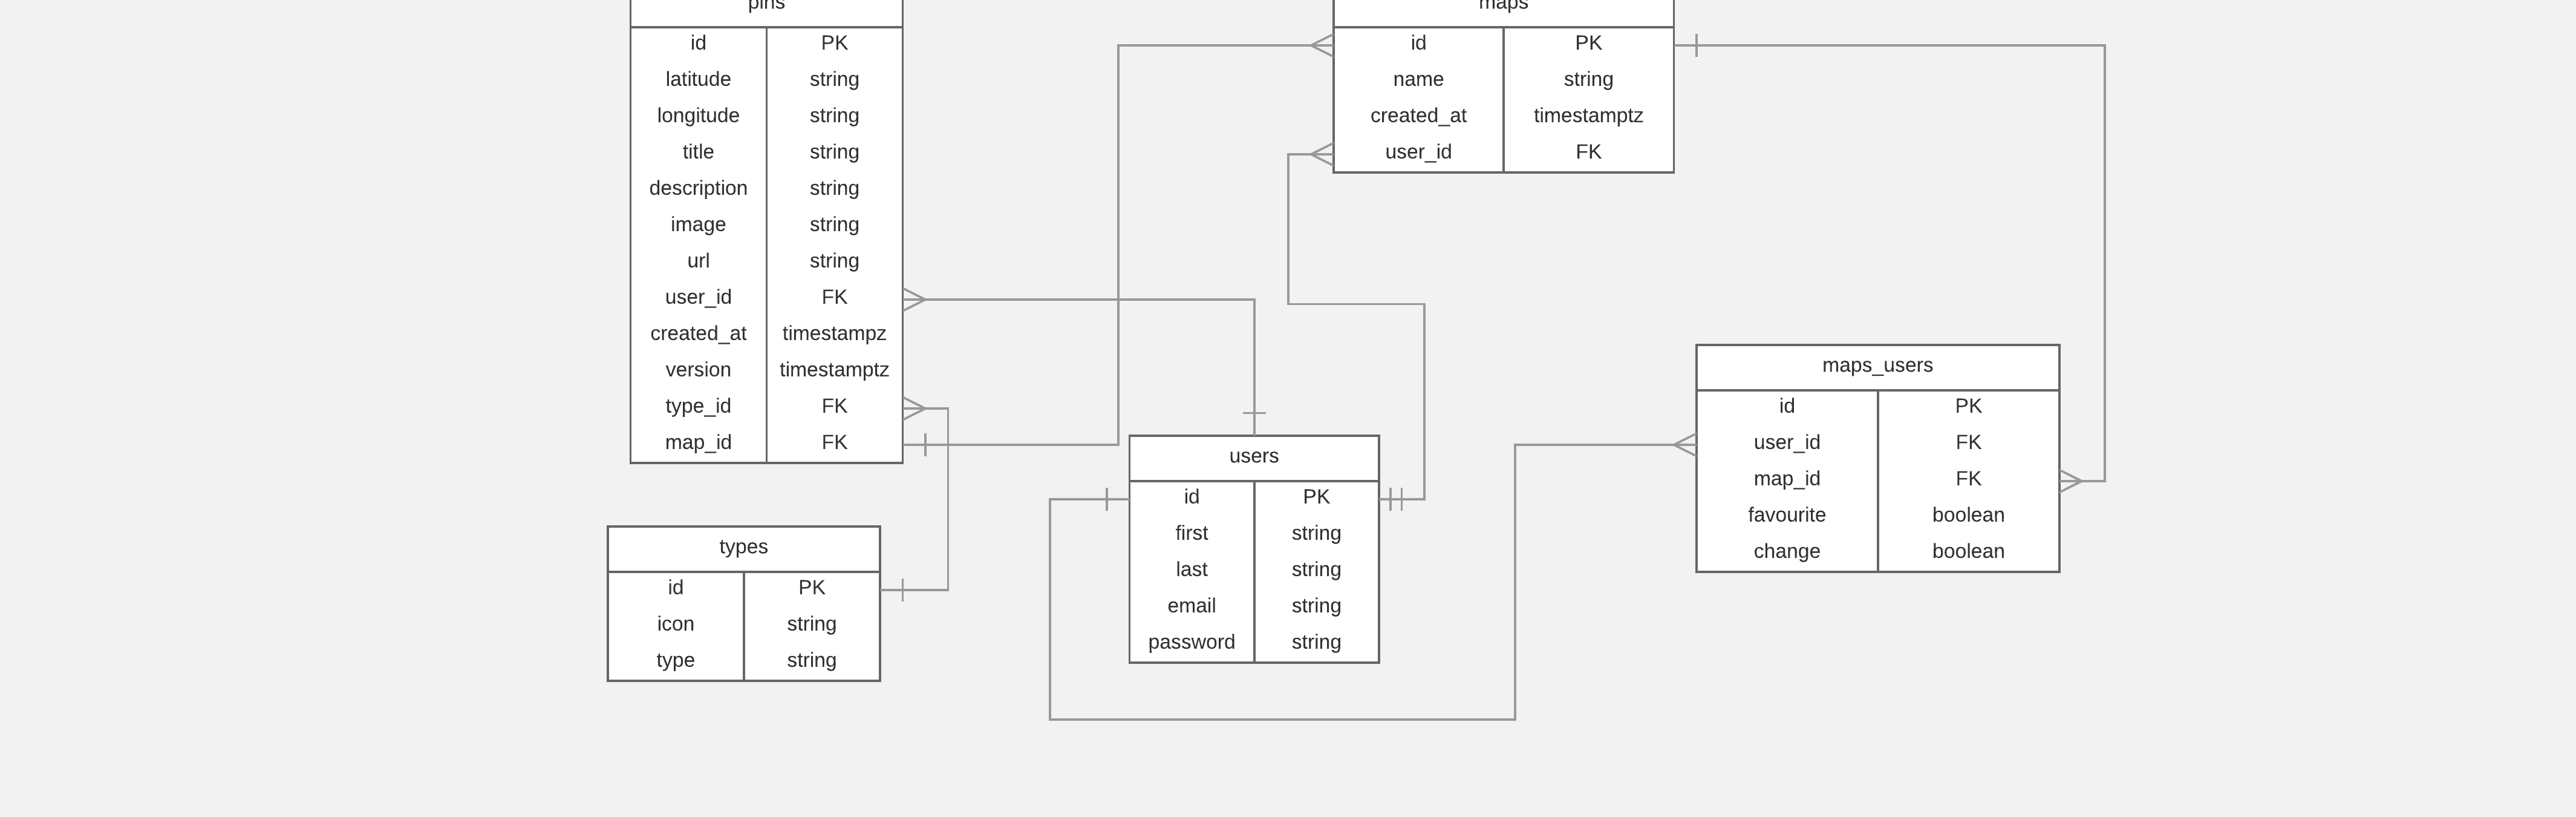 pins
id PK
latitude string
longitude string
title string
description string
image string
url string
user_id FK
created_at timestampz
version timestamptz
type_id FK
map_id FK
maps
id PK
name string
created_at timestamptz
user_id FK
maps_users
id PK
user_id FK
map_id FK
favourite boolean
change boolean
users
id PK
first string
last string
email string
password string
types
id PK
icon string
type string